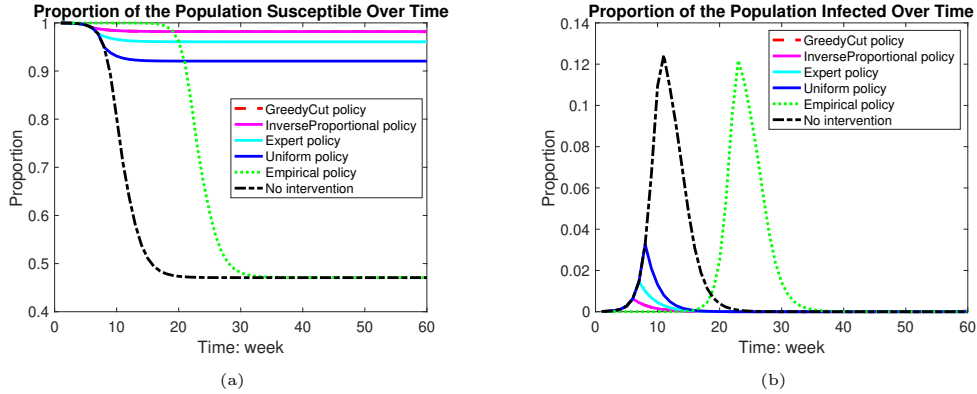 Proportion of the Population Susceptible Over Time
1
0.9
0.8
0.7
0.6
0.5
0.4
Proportion
GreedyCut policy
InverseProportional policy
Expert policy
Uniform policy
Empirical policy
No intervention
0 10 20 30 40 50 60
Time: week
(a)
Proportion of the Population Infected Over Time
0.14
0.12
0.1
0.08
0.06
0.04
0.02
0
Proportion
GreedyCut policy
InverseProportional policy
Expert policy
Uniform policy
Empirical policy
No intervention
0 10 20 30 40 50 60
Time: week
(b)